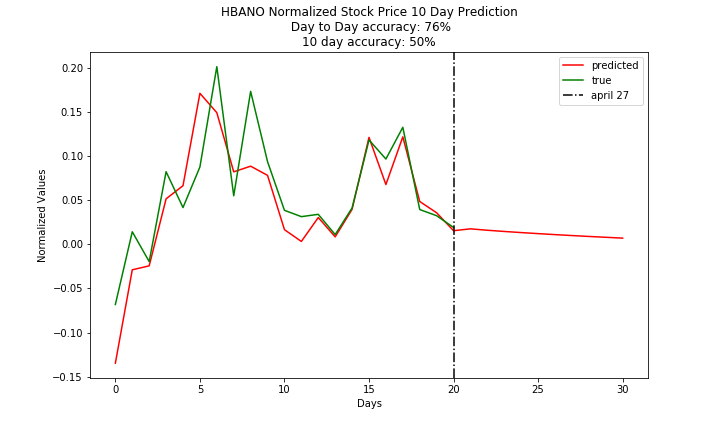 HBANO Normalized Stock Price 10 Day Prediction
Day to Day accuracy: 76%
10 day accuracy: 50%
predicted
true
april 27
Normalized Values
0.20
0.15
0.10
0.05
0.00
−0.05
−0.10
−0.15
0 5 10 15 20 25 30
Days